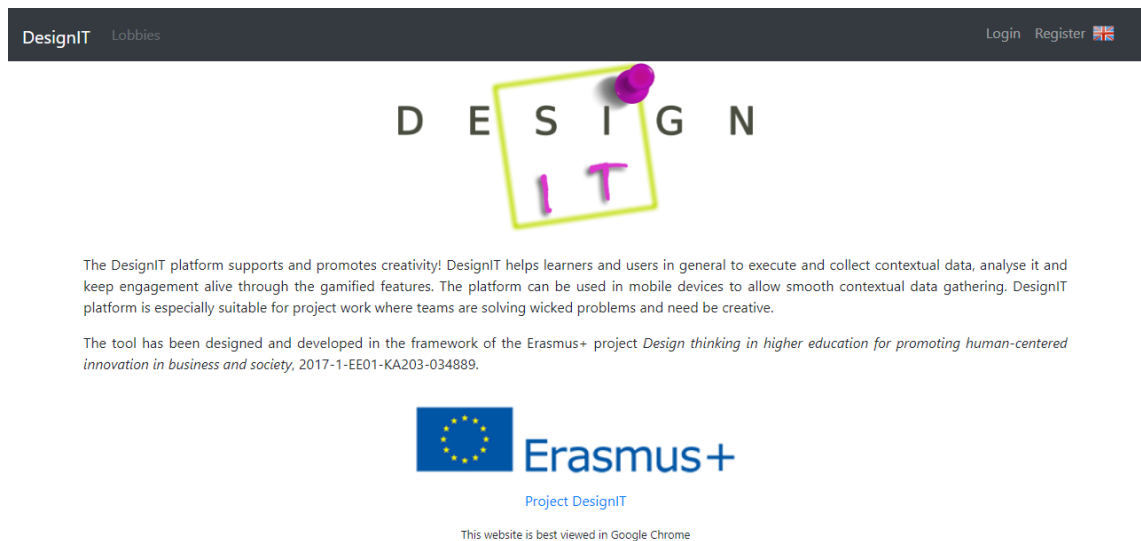 DesignIT Lobbies Login Register
DESIGN
IT
The DesignIT platform supports and promotes creativity! DesignIT helps learners and users in general to execute and collect contextual data, analyse it and
keep engagement alive through the gamified features. The platform can be used in mobile devices to allow smooth contextual data gathering. DesignIT
platform is especially suitable for project work where teams are solving wicked problems and need be creative.
The tool has been designed and developed in the framework of the Erasmus+ project Design thinking in higher education for promoting human-centered
innovation in business and society, 2017-1-EE01-KA203-034889.
Erasmus+
Project DesignIT
This website is best viewed in Google Chrome